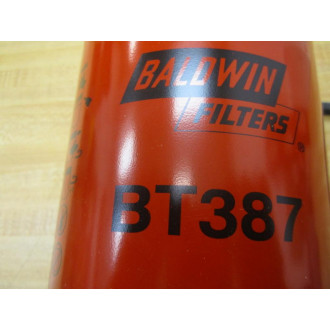 BALDWIN
FILTERS
®
BT387